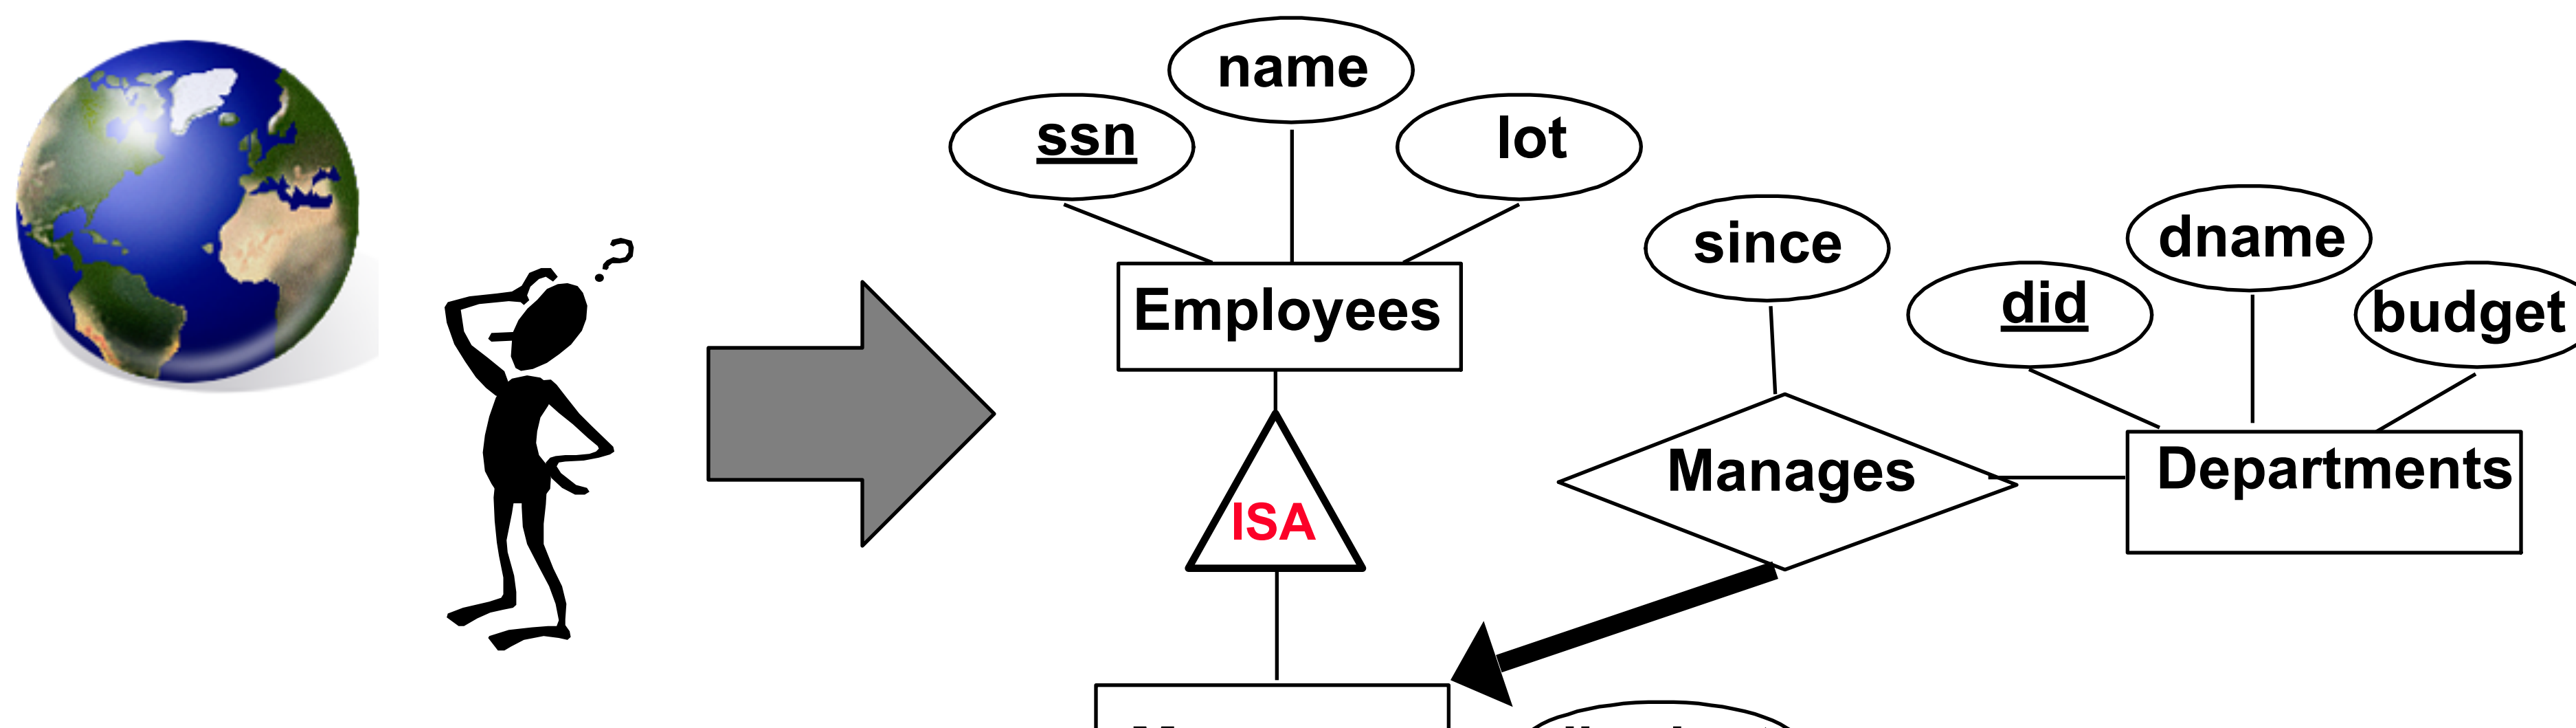 name
ssn
lot
since
dname
did
budget
Employees
Manages
Departments
ISA